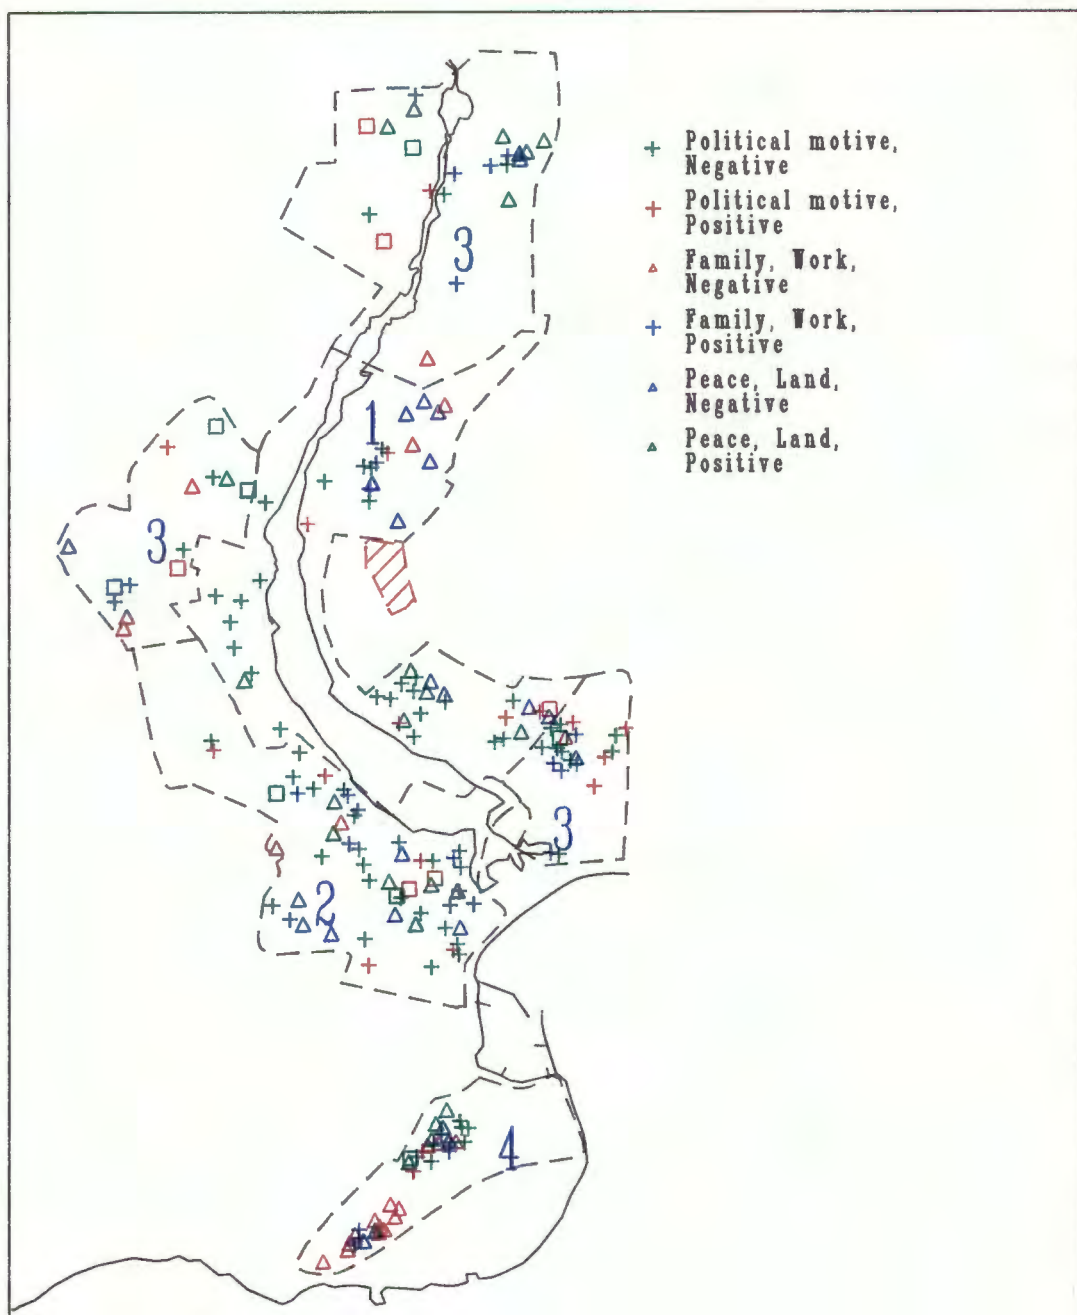 Political motive,
Negative
Political motive,
Positive
Family, Work,
Negative
Family, Work,
Positive
Peace, Land,
Negative
Peace, Land,
Positive
3
1
3
3
2
4